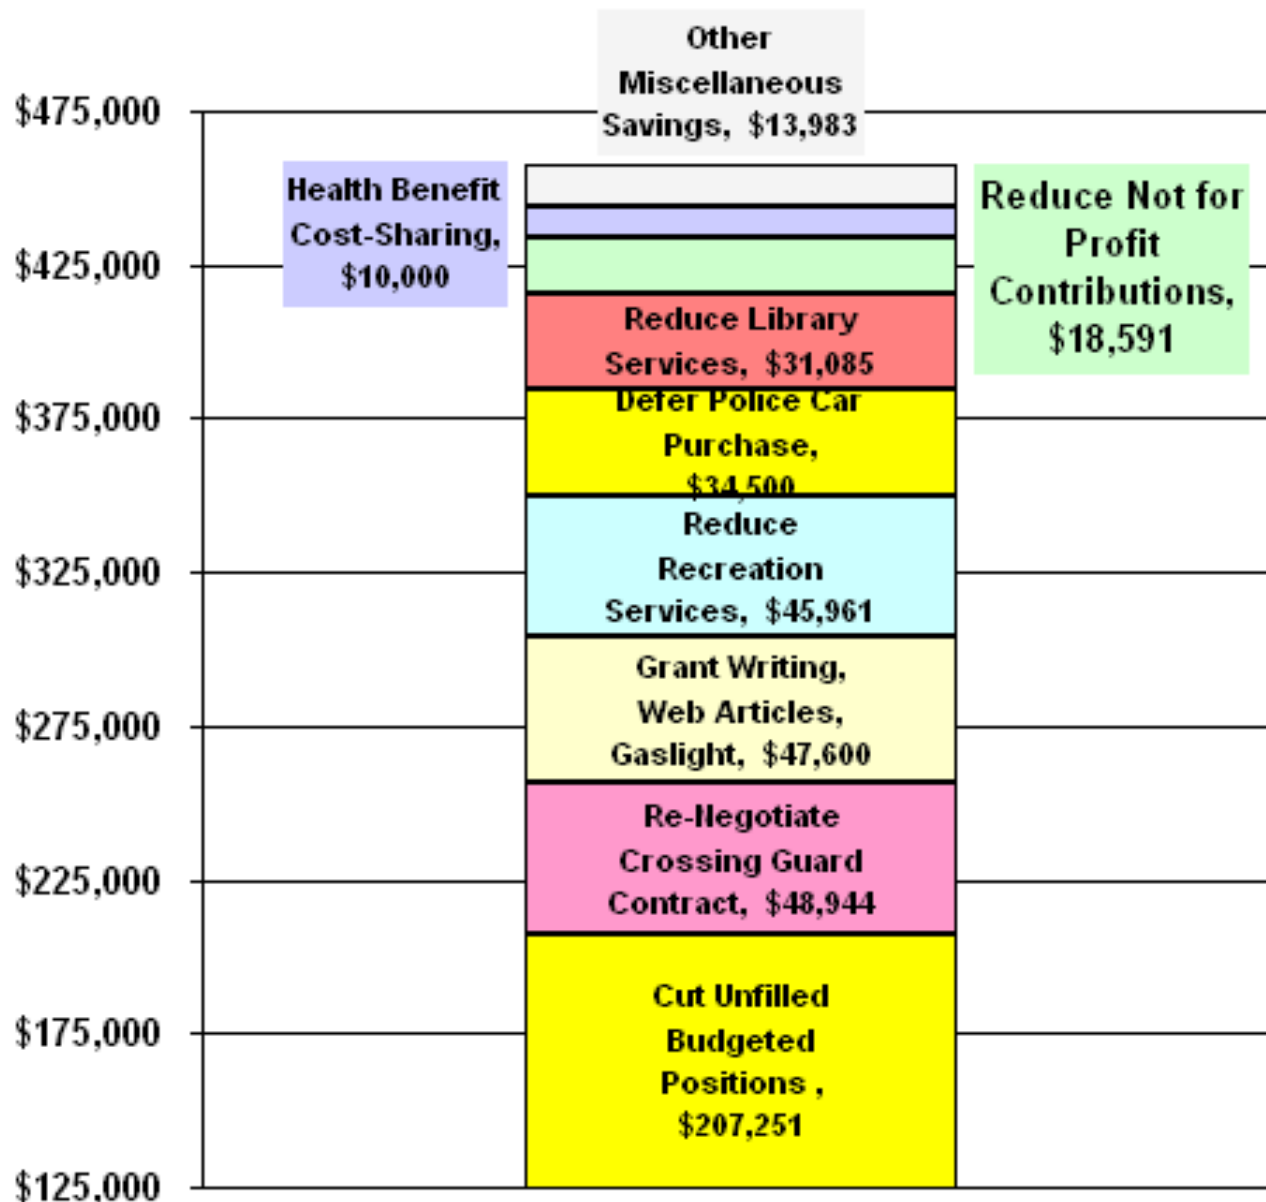 Other
Miscellaneous
Savings, $13,983
$475,000
Health Benefit
Cost-Sharing,
$10,000
Reduce Not for
Profit
Contributions,
$18,591
$425,000
Reduce Library
Services, $31,085
Defer Police Car
Purchase,
$34,500
$375,000
Reduce
Recreation
Services, $45,961
$325,000
Grant Writing,
Web Articles,
Gaslight, $47,600
$275,000
Re-Negotiate
Crossing Guard
Contract, $48,944
$225,000
Cut Unfilled
Budgeted
Positions ,
$207,251
$175,000
$125,000